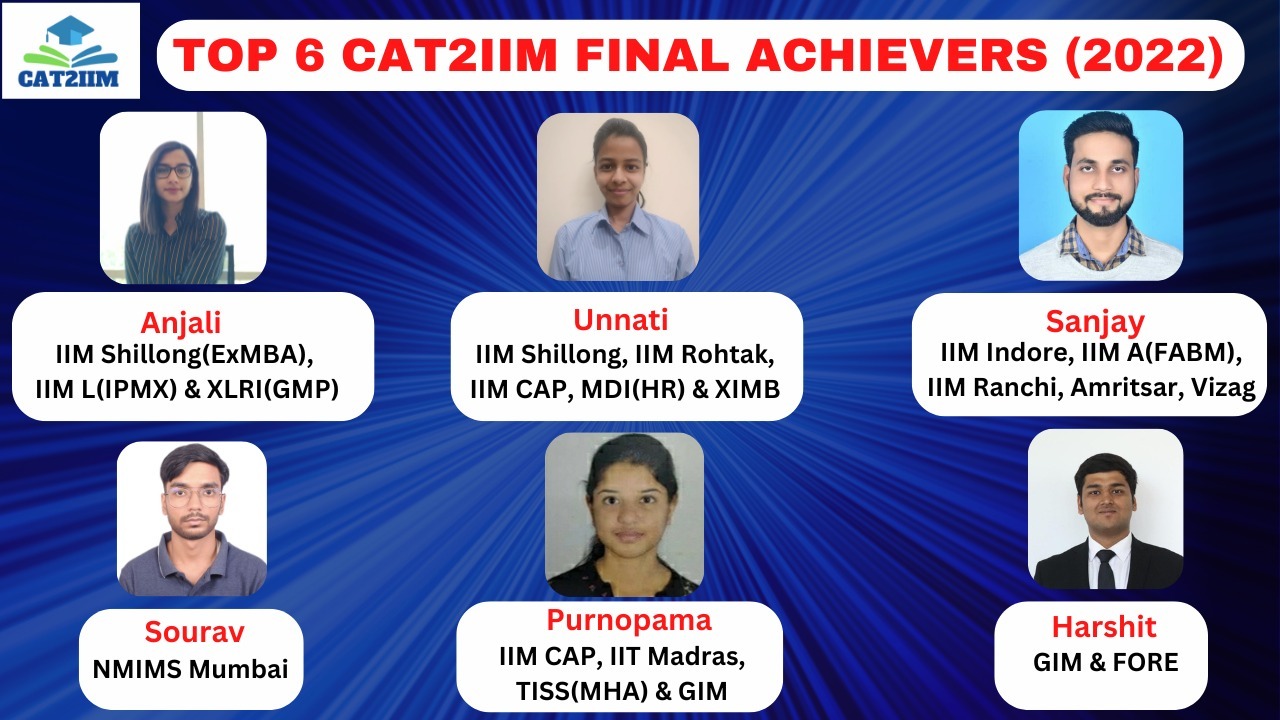 CAT2IIM
TOP 6 CAT2IIM FINAL ACHIEVERS (2022)
Anjali
IIM Shillong(ExMBA),
IIM L(IPMX) & XLRI(GMP)
Unnati
IIM Shillong, IIM Rohtak,
IIM CAP, MDI(HR) & XIMB
Sanjay
IIM Indore, IIM A(FABM),
IIM Ranchi, Amritsar, Vizag
Sourav
NMIMS Mumbai
Purnopama
IIM CAP, IIT Madras,
TISS(MHA) & GIM
Harshit
GIM & FORE